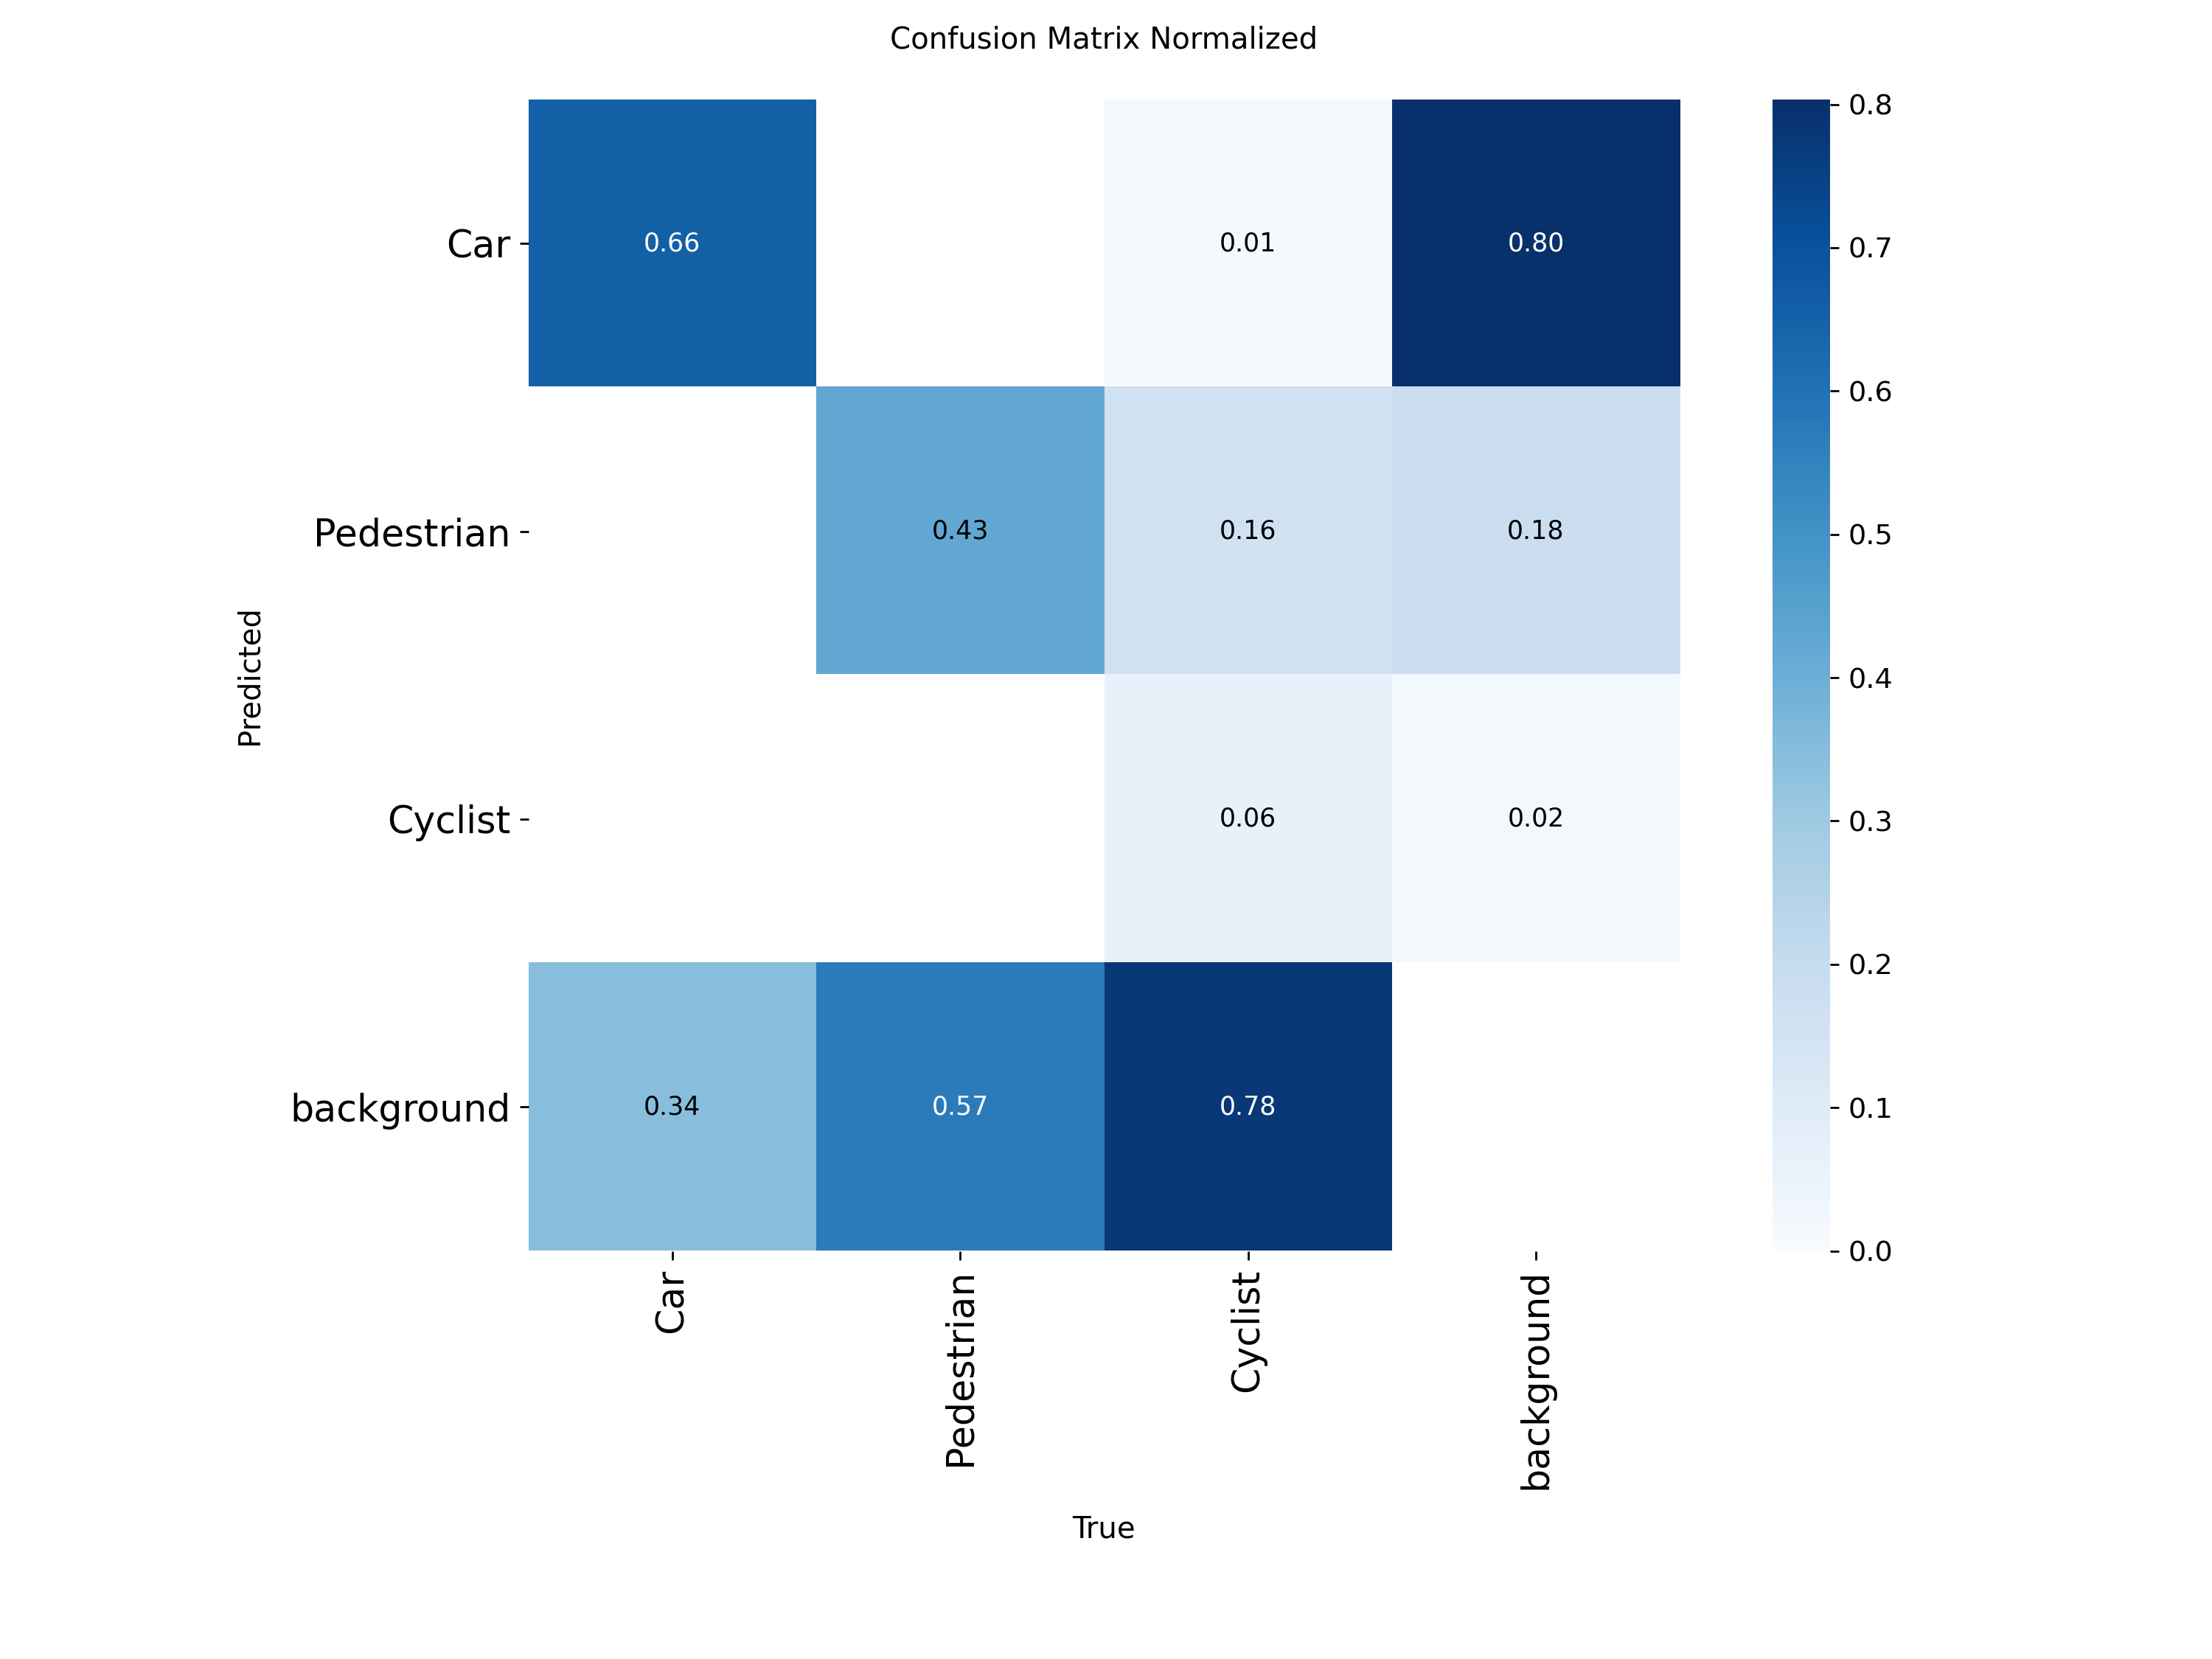 Confusion Matrix Normalized
Car
0.66
0.01
0.80
Pedestrian
0.43
0.16
0.18
Cyclist
0.06
0.02
background
0.34
0.57
0.78
Predicted
Car
Pedestrian
Cyclist
background
True
0.8
0.7
0.6
0.5
0.4
0.3
0.2
0.1
0.0